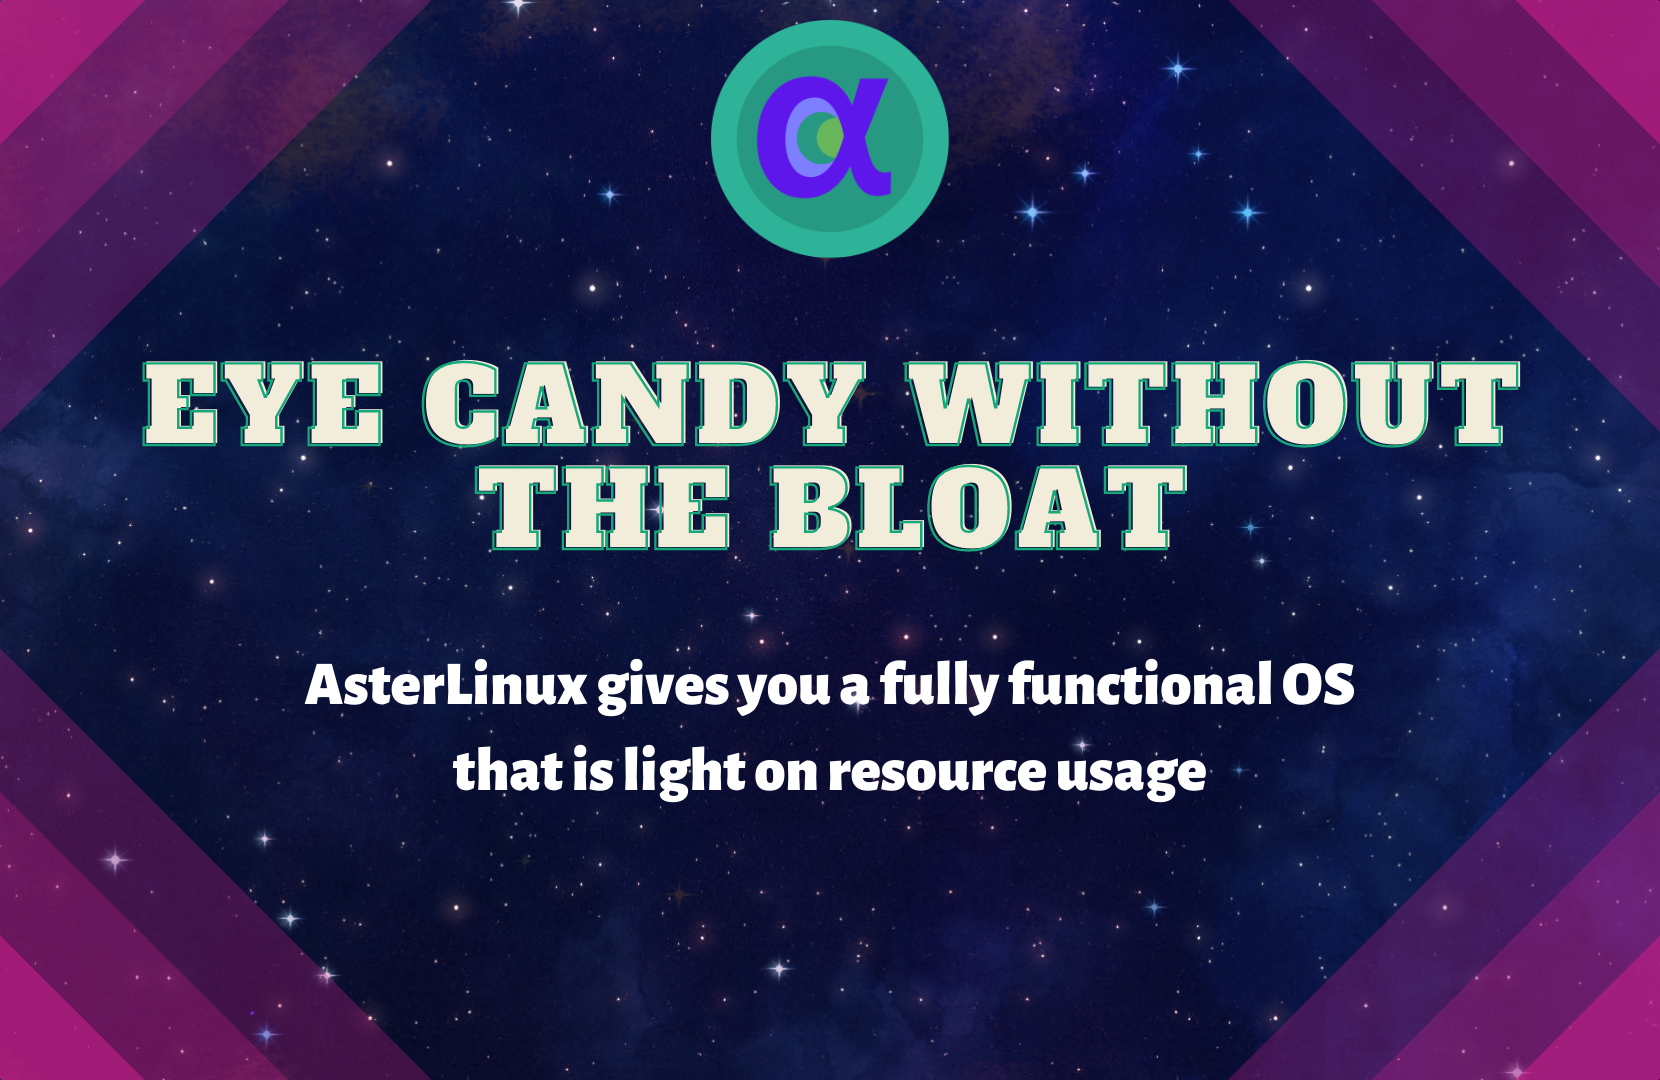 α
EYE CANDY WITHOUT
THE BLOAT
AsterLinux gives you a fully functional OS
that is light on resource usage